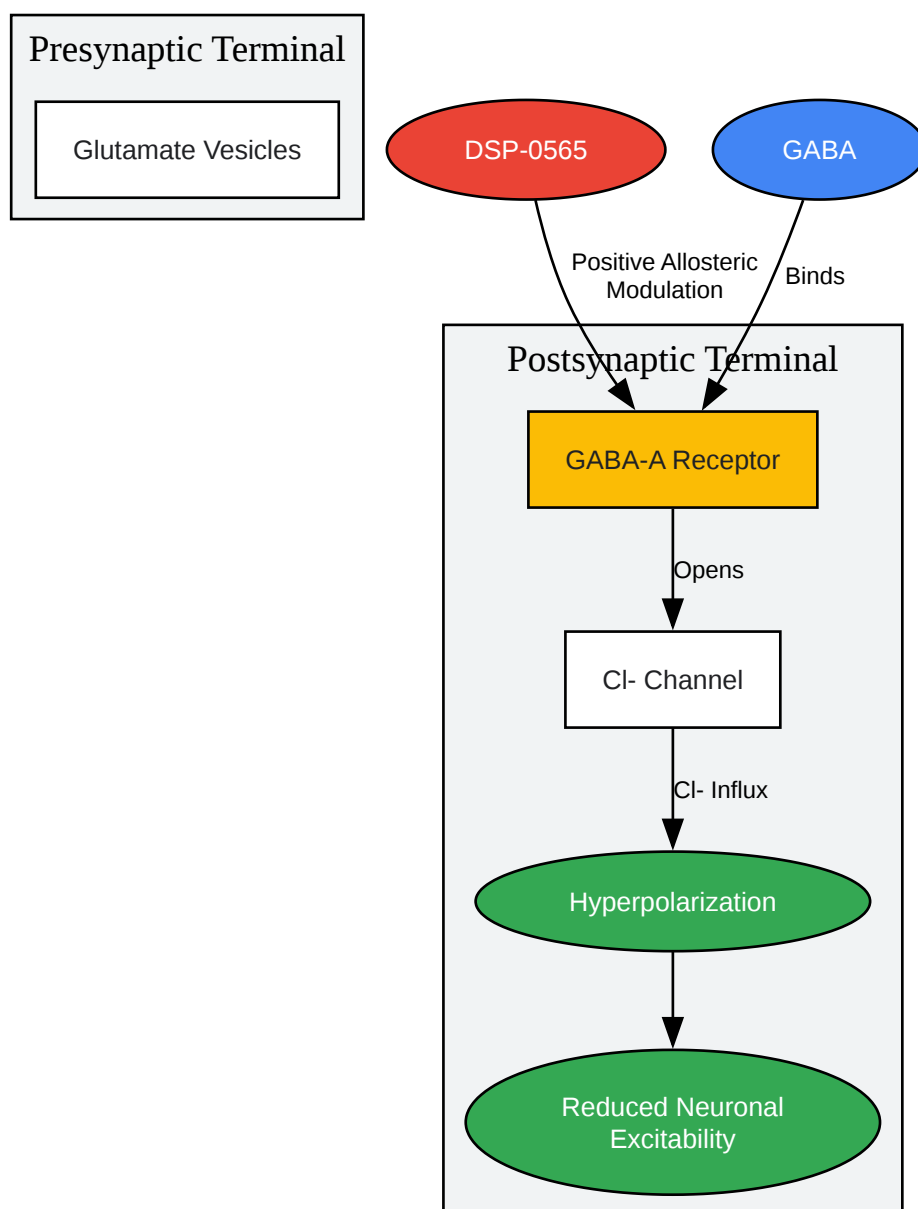 Presynaptic Terminal
Glutamate Vesicles
DSP-0565
GABA
Positive Allosteric
Modulation
Binds
Postsynaptic Terminal
GABA-A Receptor
Opens
Cl- Channel
Cl- Influx
Hyperpolarization
Reduced Neuronal
Excitability